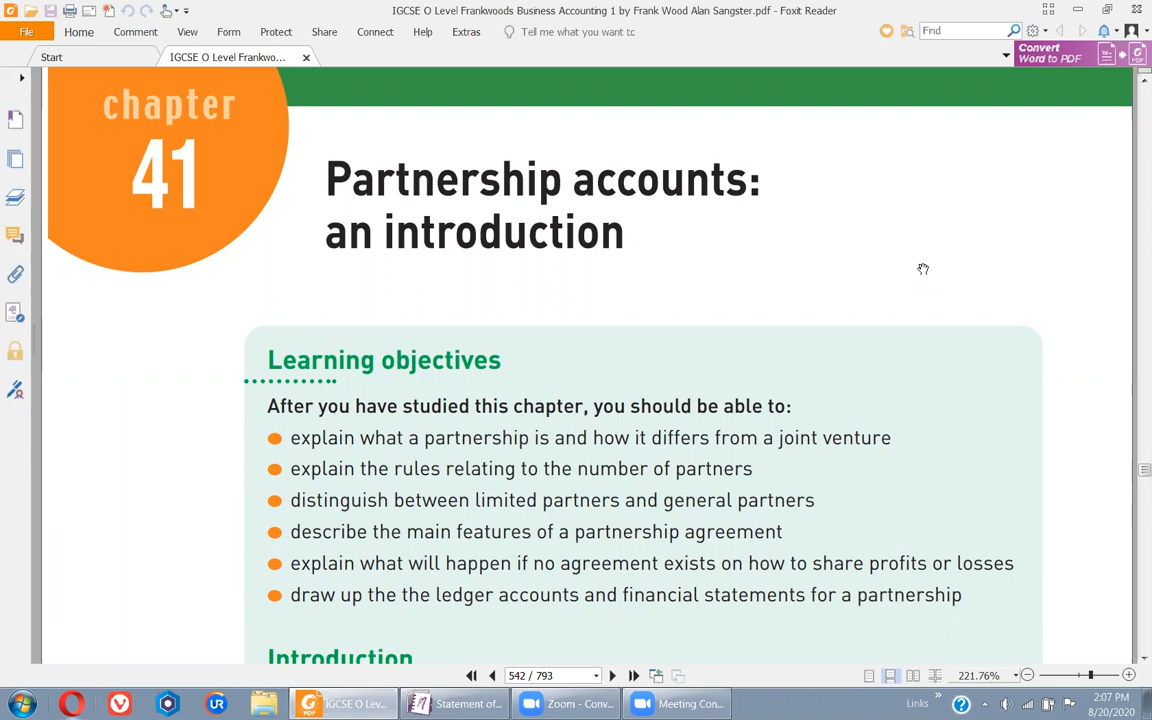 IGCSE O Level Frankwoods Business Accounting 1 by Frank Wood Alan Sangster.pdf - Foxit Reader
File Home Comment View Form Protect Share Connect Help Extras Tell me what you want to Find
Start IGCSE O Level Frankwo... Convert
Word to PDF
chapter
41
Partnership accounts:
an introduction
Learning objectives
After you have studied this chapter, you should be able to:
explain what a partnership is and how it differs from a joint venture
explain the rules relating to the number of partners
distinguish between limited partners and general partners
describe the main features of a partnership agreement
explain what will happen if no agreement exists on how to share profits or losses
draw up the the ledger accounts and financial statements for a partnership
Introduction
542 / 793 221.76%
UR IGCSE O Lev... Statement of... Zoom - Conv... Meeting Con... Links 2:07 PM
8/20/2020